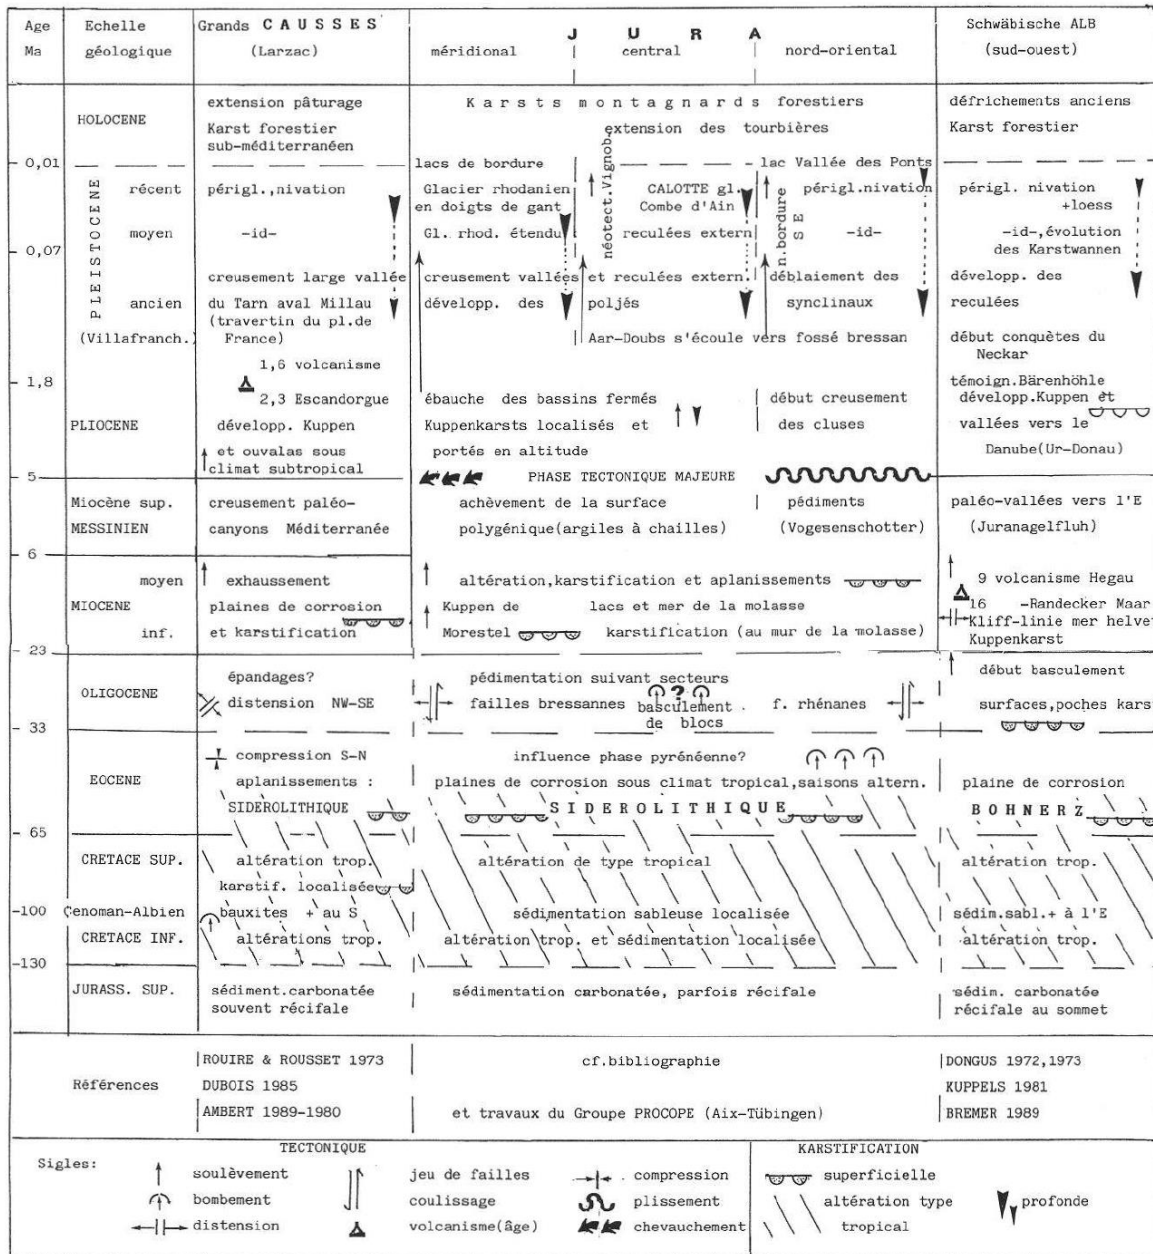 Age Echelle Grands CAUSSES J U R A Schwäbische ALB
Ma géologique (Larzac) méridional central nord-oriental (sud-ouest)
extension pâturage Karsts montagnards forestiers défrichements anciens
HOLOCENE Karst forestier extension des tourbières Karst forestier
sub-méditerranéen
- 0,01 lacs de bordure lac Vallée des Ponts
PLEISTOCENE
néotect.Vignobe
n.bordure
SE
récent périgl.,nivation Glacier rhodanien CALOTTE gl. périgl.nivation périgl. nivation
en doigts de gant Combe d'Ain +loess
moyen -id- Gl. rhod. étendu reculées extern -id- -id-,évolution
- 0,07 des Karstwannen
creusement large vallée creusement vallées et reculées extern. déblaiement des développ. des
ancien du Tarn aval Millau développ. des poljés synclinaux reculées
(travertin du pl.de
(Villafranch.) France) Aar-Doubs s'écoule vers fossé bressan début conquètes du
Neckar
1,6 volcanisme
- 1,8 témoign.Bärenhöhle
2,3 Escandorgue ébauche des bassins fermés début creusement développ.Kuppen et
PLIOCENE développ. Kuppen Kuppenkarsts localisés et des cluses vallées vers le
et ouvalas sous portés en altitude Danube(Ur-Donau)
climat subtropical
- 5 PHASE TECTONIQUE MAJEURE
Miocène sup. creusement paléo- achèvement de la surface pédiments paléo-vallées vers l'E
MESSINIEN canyons Méditerranée polygénique(argiles à chailles) (Vogesenschotter) (Juranagelfluh)
- 6
moyen exhaussement altération,karstification et aplanissements 9 volcanisme Hegau
MIOCENE plaines de corrosion Kuppen de lacs et mer de la molasse 16 -Randecker Maar
inf. et karstification Morestel karstification (au mur de la molasse) Kliff-linie mer helvet
Kuppenkarst
- 23
épandages? pédimentation suivant secteurs début basculement
OLIGOCENE distension NW-SE failles bressannes ? basculement f. rhénanes surfaces,poches karst
de blocs
- 33
compression S-N influence phase pyrénéenne?
EOCENE aplanissements : plaines de corrosion sous climat tropical,saisons altern. plaine de corrosion
SIDEROLITHIQUE SIDEROLITHIQUE BOHNERZ
- 65
CRETACE SUP. altération trop. altération de type tropical altération trop.
karstif. localisée
-100 Cenoman-Albien bauxites + au S sédimentation sableuse localisée sédim.sabl.+ à l'E
CRETACE INF. altérations trop. altération trop. et sédimentation localisée altération trop.
-130
JURASS. SUP. sédiment.carbonatée sédimentation carbonatée, parfois récifale sédim. carbonatée
souvent récifale récifale au sommet
ROUIRE & ROUSSET 1973 cf.bibliographie DONGUS 1972,1973
Références DUBOIS 1985 KUPPELS 1981
AMBERT 1989-1980 et travaux du Groupe PROCOPE (Aix-Tübingen) BREMER 1989
TECTONIQUE KARSTIFICATION
Sigles: soulèvement jeu de failles compression superficielle
bombement coulissage plissement altération type profonde
distension volcanisme(âge) chevauchement tropical